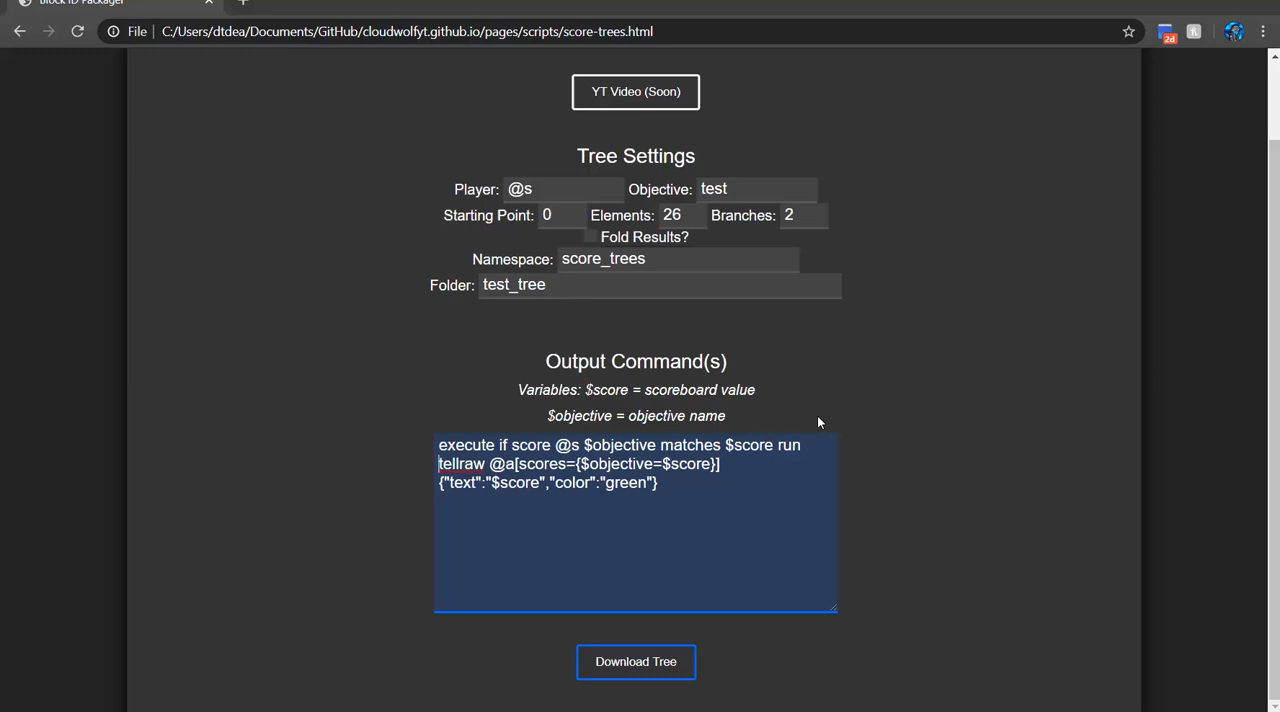 Block ID Packager
File C:/Users/dtdea/Documents/GitHub/cloudwolfyt.github.io/pages/scripts/score-trees.html
2d
YT Video (Soon)
Tree Settings
Player: @s Objective: test
Starting Point: 0 Elements: 26 Branches: 2
Fold Results?
Namespace: score_trees
Folder: test_tree
Output Command(s)
Variables: $score = scoreboard value
$objective = objective name
execute if score @s $objective matches $score run
tellraw @a[scores={$objective=$score}]
{"text":"$score","color":"green"}
Download Tree